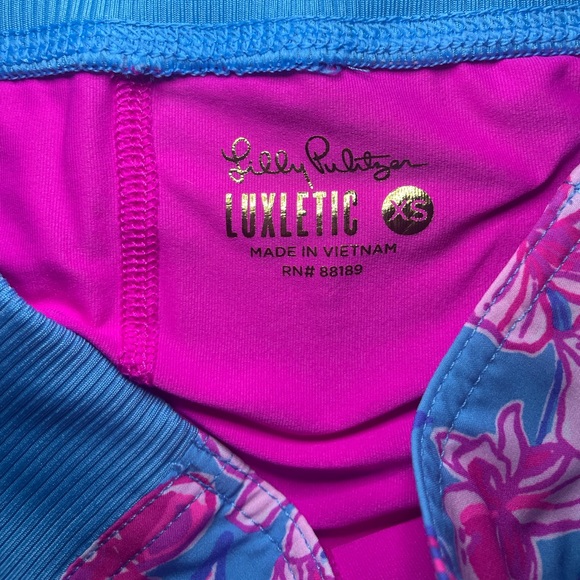 Lilly Pulitzer
LUXLETIC XS
MADE IN VIETNAM
RN# 88189